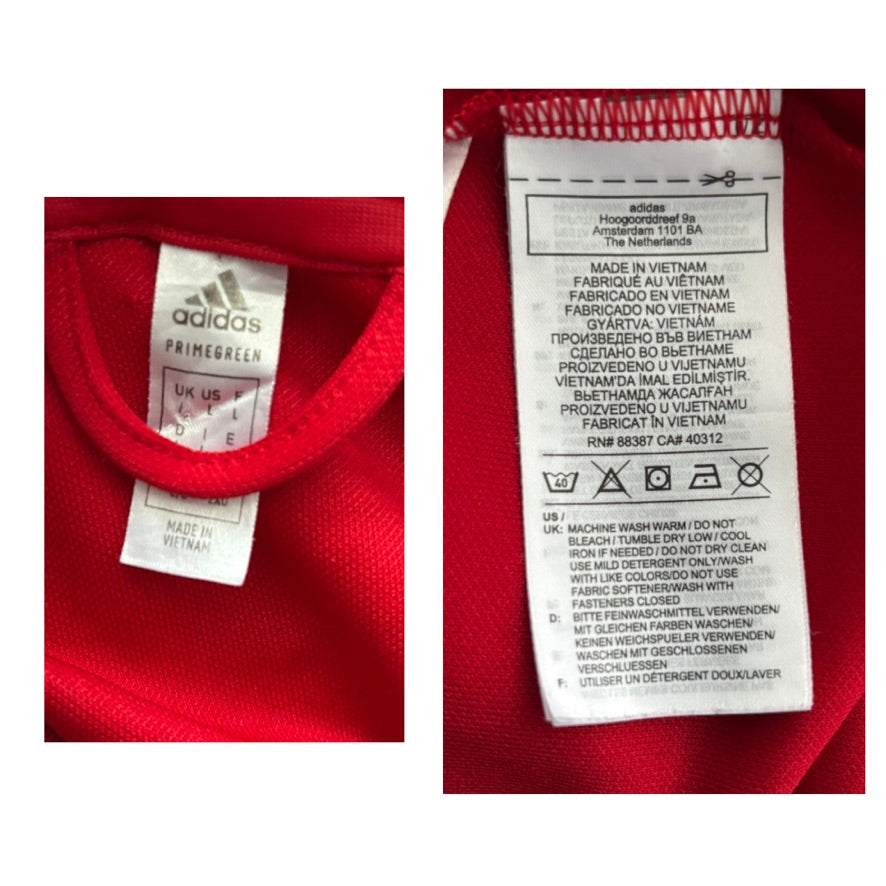 adidas
PRIMEGREEN
UK US F
L L L
D I E
MADE IN
VIETNAM
adidas
Hoogoorddreef 9a
Amsterdam 1101 BA
The Netherlands
MADE IN VIETNAM
FABRIQUÉ AU VIÊTNAM
FABRICADO EN VIETNAM
FABRICADO NO VIETNAME
GYÁRTVA: VIETNÁM
ПРОИЗВЕДЕНО ВЪВ ВИЕТНАМ
СДЕЛАНО ВО ВЬЕТНАМЕ
PROIZVEDENO U VIJETNAMU
VİETNAM'DA İMAL EDİLMİŞTİR.
ВЬЕТНАМДА ЖАСАЛҒАН
PROIZVEDENO U VIJETNAMU
FABRICAT ÎN VIETNAM
RN# 88387 CA# 40312
40
US /
UK: MACHINE WASH WARM / DO NOT
BLEACH / TUMBLE DRY LOW / COOL
IRON IF NEEDED / DO NOT DRY CLEAN
USE MILD DETERGENT ONLY/WASH
WITH LIKE COLORS/DO NOT USE
FABRIC SOFTENER/WASH WITH
FASTENERS CLOSED
D: BITTE FEINWASCHMITTEL VERWENDEN/
MIT GLEICHEN FARBEN WASCHEN/
KEINEN WEICHSPUELER VERWENDEN/
WASCHEN MIT GESCHLOSSENEN
VERSCHLUESSEN
F: UTILISER UN DÉTERGENT DOUX/LAVER